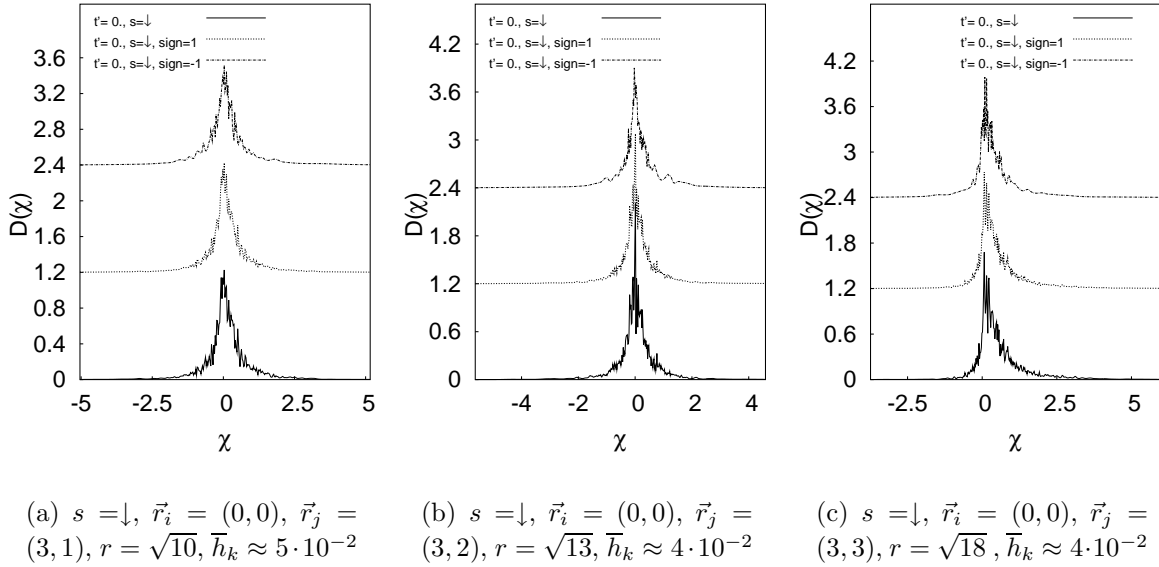 t'= 0., s=↓
t'= 0., s=↓, sign=1
t'= 0., s=↓, sign=-1
3.6
3.2
2.8
2.4
2
1.6
1.2
0.8
0.4
0
D(χ)
-5 -2.5 0 2.5 5
χ
t'= 0., s=↓
t'= 0., s=↓, sign=1
t'= 0., s=↓, sign=-1
4.2
3.6
3
2.4
1.8
1.2
0.6
0
D(χ)
-4 -2 0 2 4
χ
t'= 0., s=↓
t'= 0., s=↓, sign=1
t'= 0., s=↓, sign=-1
4.2
3.6
3
2.4
1.8
1.2
0.6
0
D(χ)
-2.5 0 2.5 5
χ
(a) s =↓, r⃗_i = (0,0), r⃗_j =
(3,1), r = √10, h̅_k ≈ 5·10⁻²
(b) s =↓, r⃗_i = (0,0), r⃗_j =
(3,2), r = √13, h̅_k ≈ 4·10⁻²
(c) s =↓, r⃗_i = (0,0), r⃗_j =
(3,3), r = √18 , h̅_k ≈ 4·10⁻²